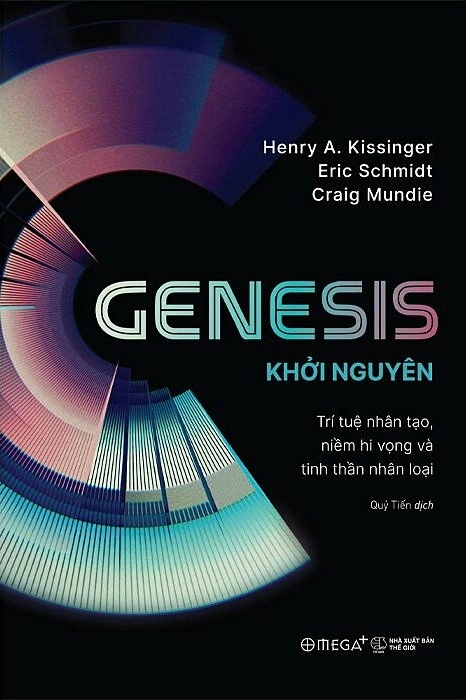 Henry A. Kissinger
Eric Schmidt
Craig Mundie
GENESIS
KHỞI NGUYÊN
Trí tuệ nhân tạo,
niềm hi vọng và
tinh thần nhân loại
Quý Tiến dịch
OMEGA+
NHÀ XUẤT BẢN
THẾ GIỚI